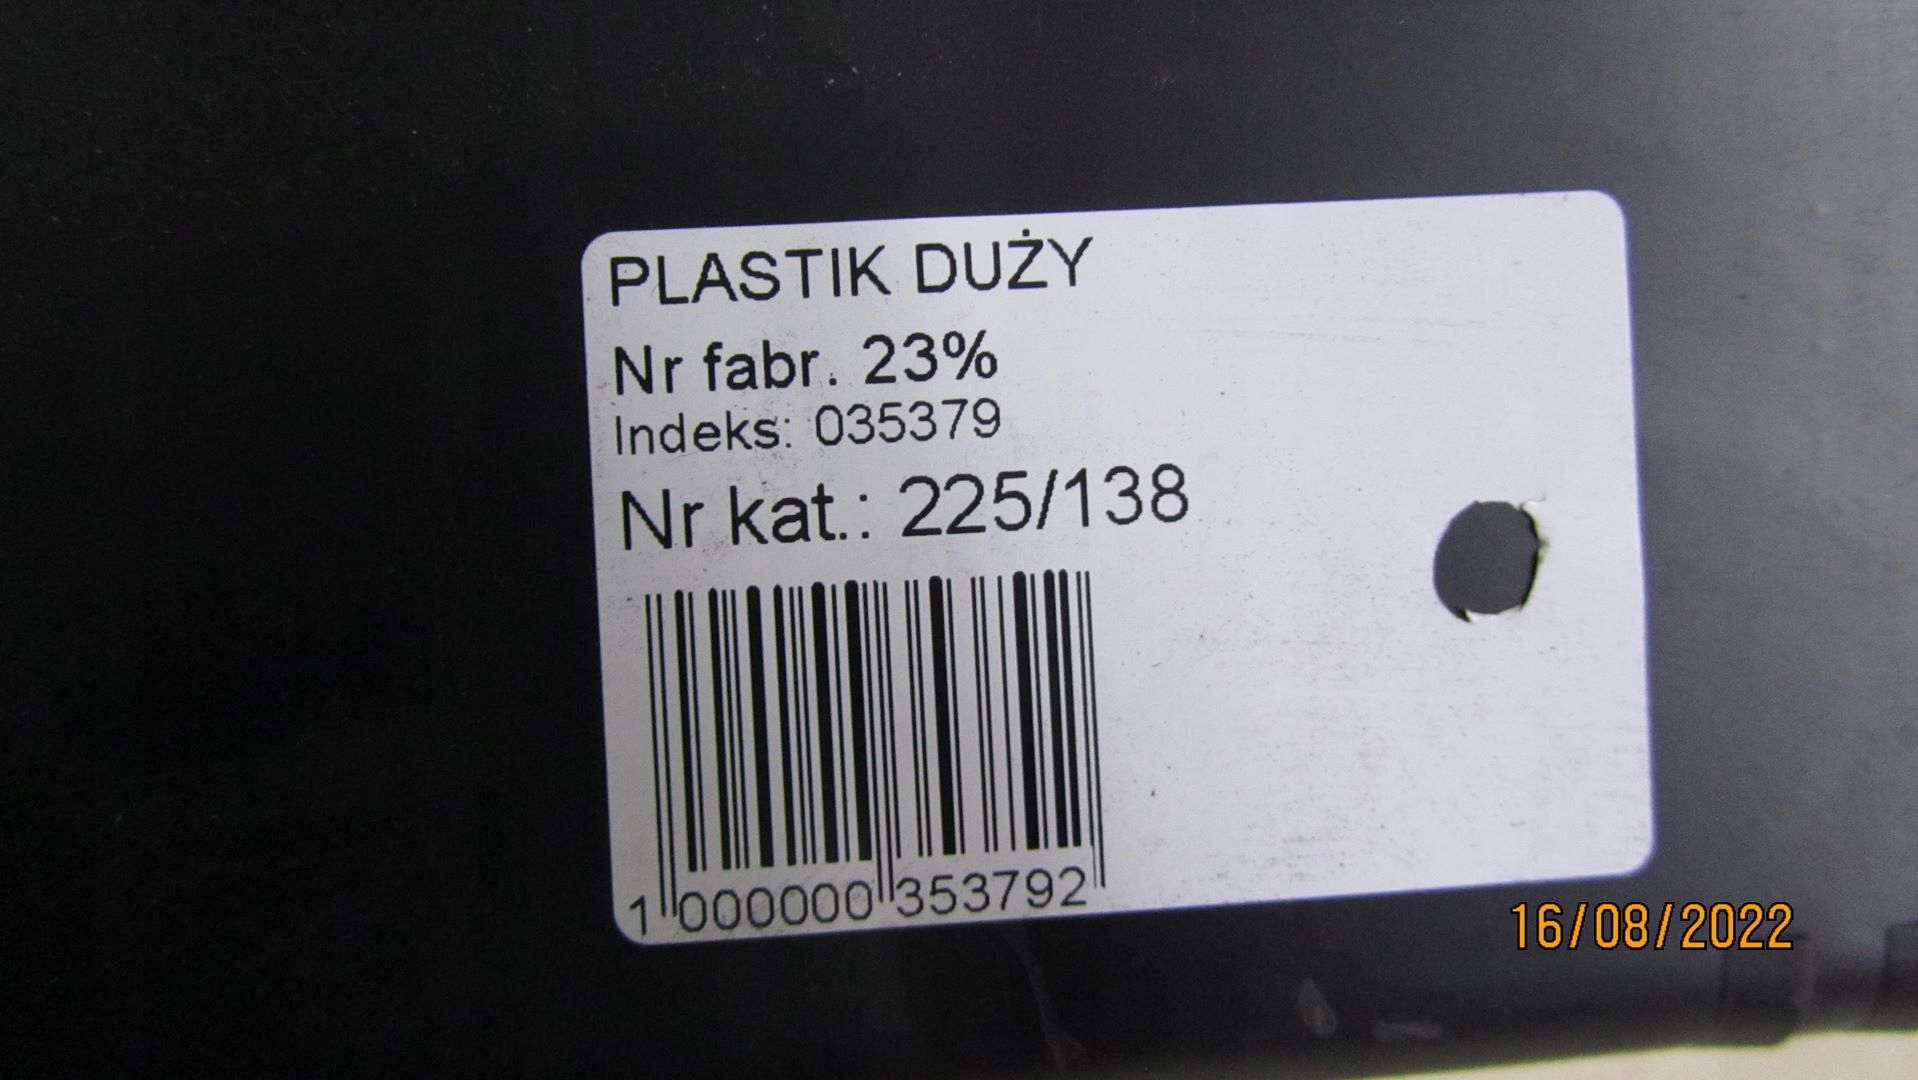 PLASTIK DUŻY
Nr fabr. 23%
Indeks: 035379
Nr kat.: 225/138
1 000000 353792
16/08/2022